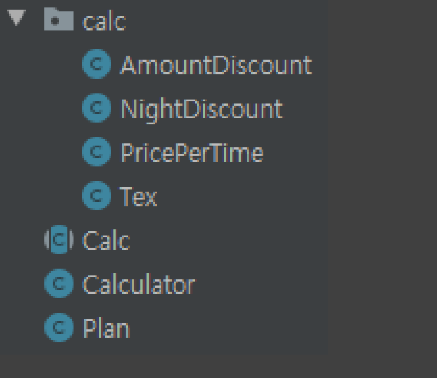 calc
AmountDiscount
NightDiscount
PricePerTime
Tex
Calc
Calculator
Plan